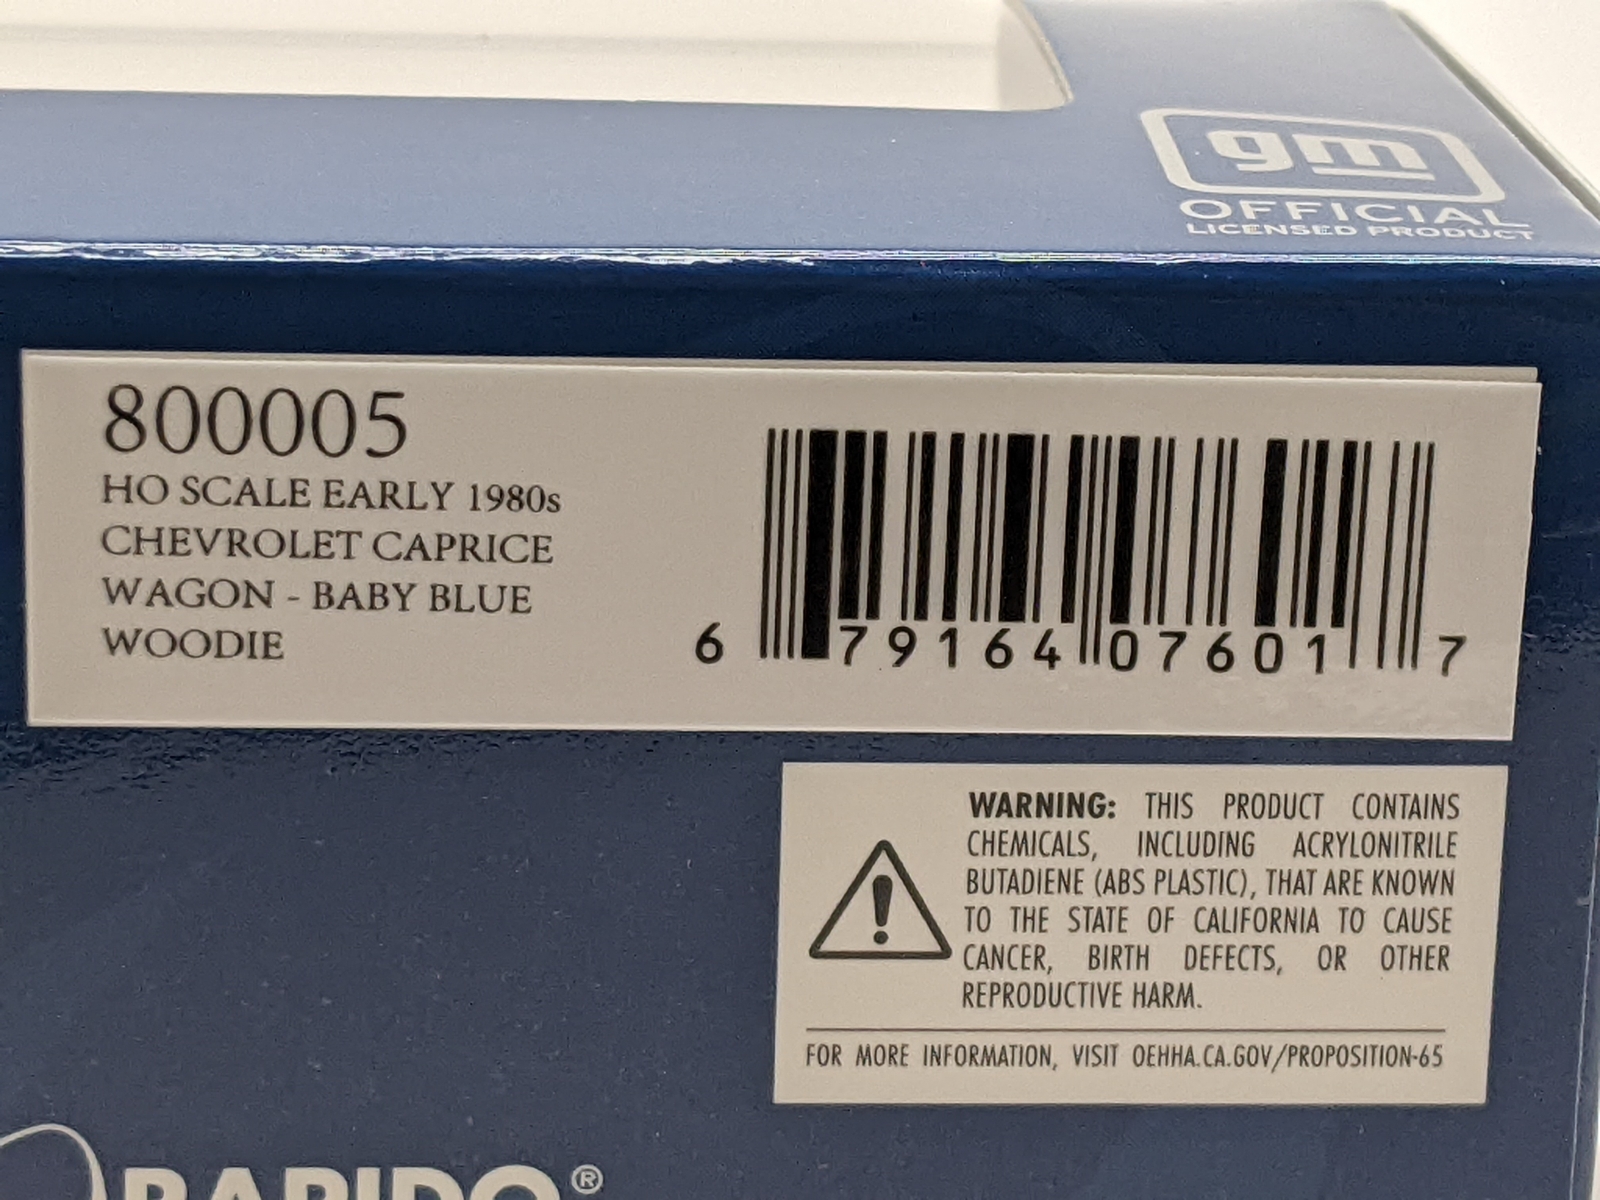 gm
OFFICIAL
LICENSED PRODUCT
800005
HO SCALE EARLY 1980s
CHEVROLET CAPRICE
WAGON - BABY BLUE
WOODIE
6 79164 07601 7
WARNING: THIS PRODUCT CONTAINS
CHEMICALS, INCLUDING ACRYLONITRILE
BUTADIENE (ABS PLASTIC), THAT ARE KNOWN
TO THE STATE OF CALIFORNIA TO CAUSE
CANCER, BIRTH DEFECTS, OR OTHER
REPRODUCTIVE HARM.
FOR MORE INFORMATION, VISIT OEHHA.CA.GOV/PROPOSITION-65
RAPIDO®